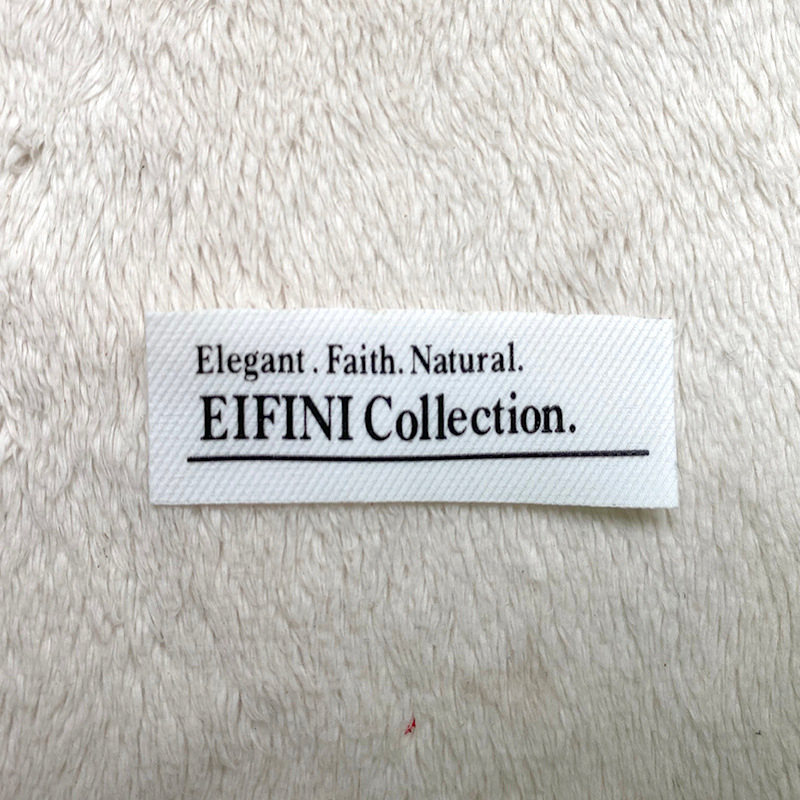 Elegant . Faith. Natural.
EIFINI Collection.